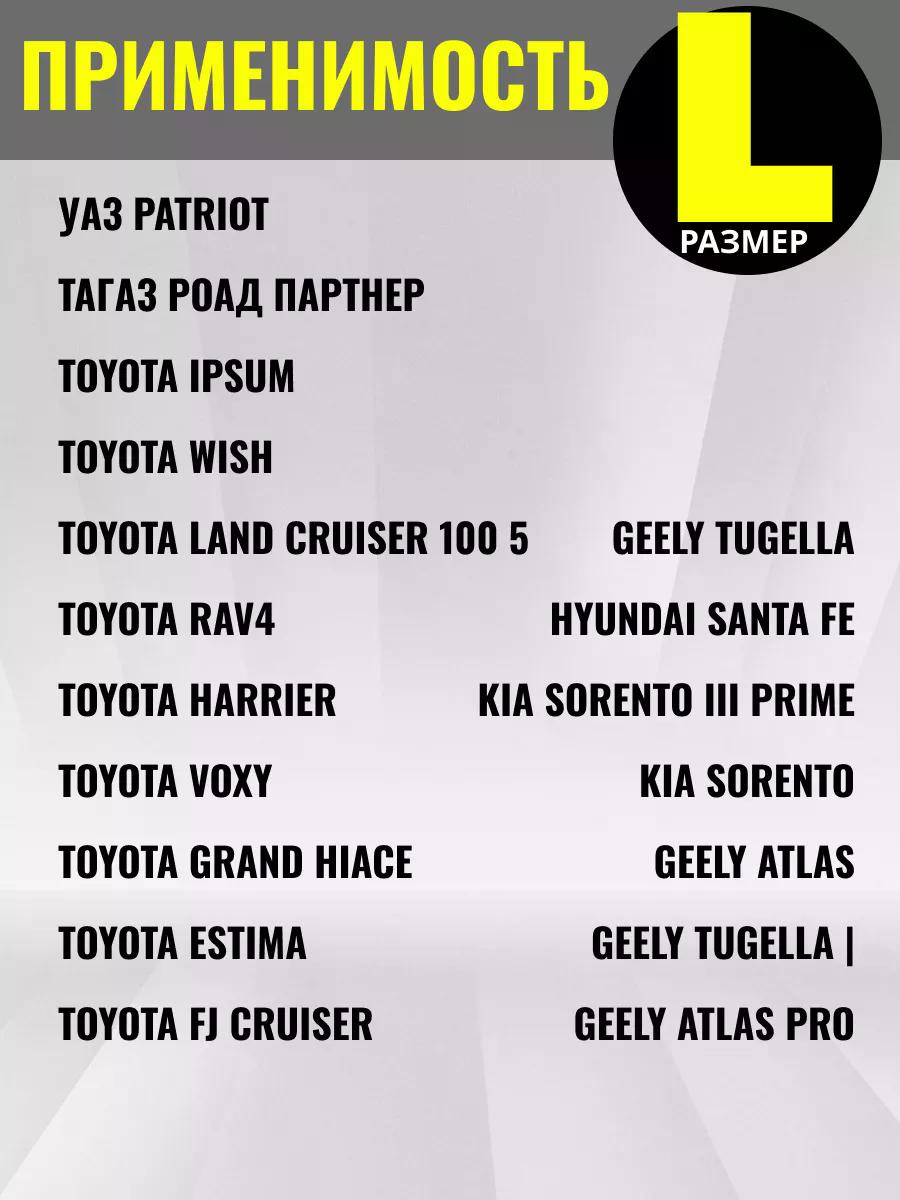 ПРИМЕНИМОСТЬ
L
РАЗМЕР
УАЗ PATRIOT
ТАГАЗ РОАД ПАРТНЕР
TOYOTA IPSUM
TOYOTA WISH
TOYOTA LAND CRUISER 100 5
TOYOTA RAV4
TOYOTA HARRIER
TOYOTA VOXY
TOYOTA GRAND HIACE
TOYOTA ESTIMA
TOYOTA FJ CRUISER
GEELY TUGELLA
HYUNDAI SANTA FE
KIA SORENTO III PRIME
KIA SORENTO
GEELY ATLAS
GEELY TUGELLA |
GEELY ATLAS PRO